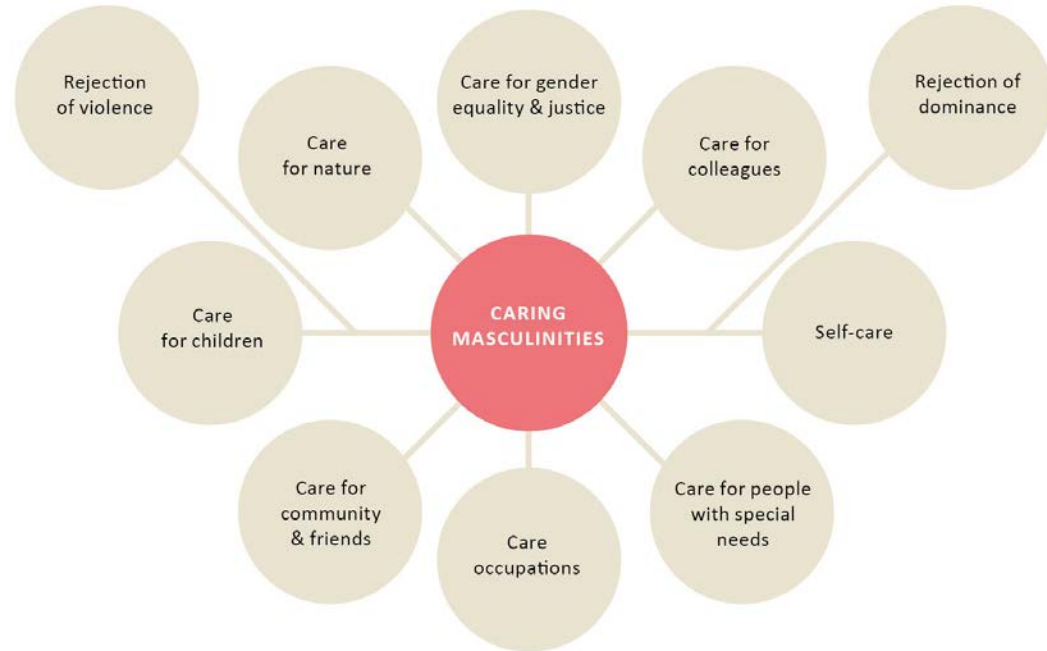 Rejection
of violence
Care
for nature
Care for gender
equality & justice
Care for
colleagues
Rejection of
dominance
Care
for children
CARING
MASCULINITIES
Self-care
Care for
community
& friends
Care
occupations
Care for people
with special
needs